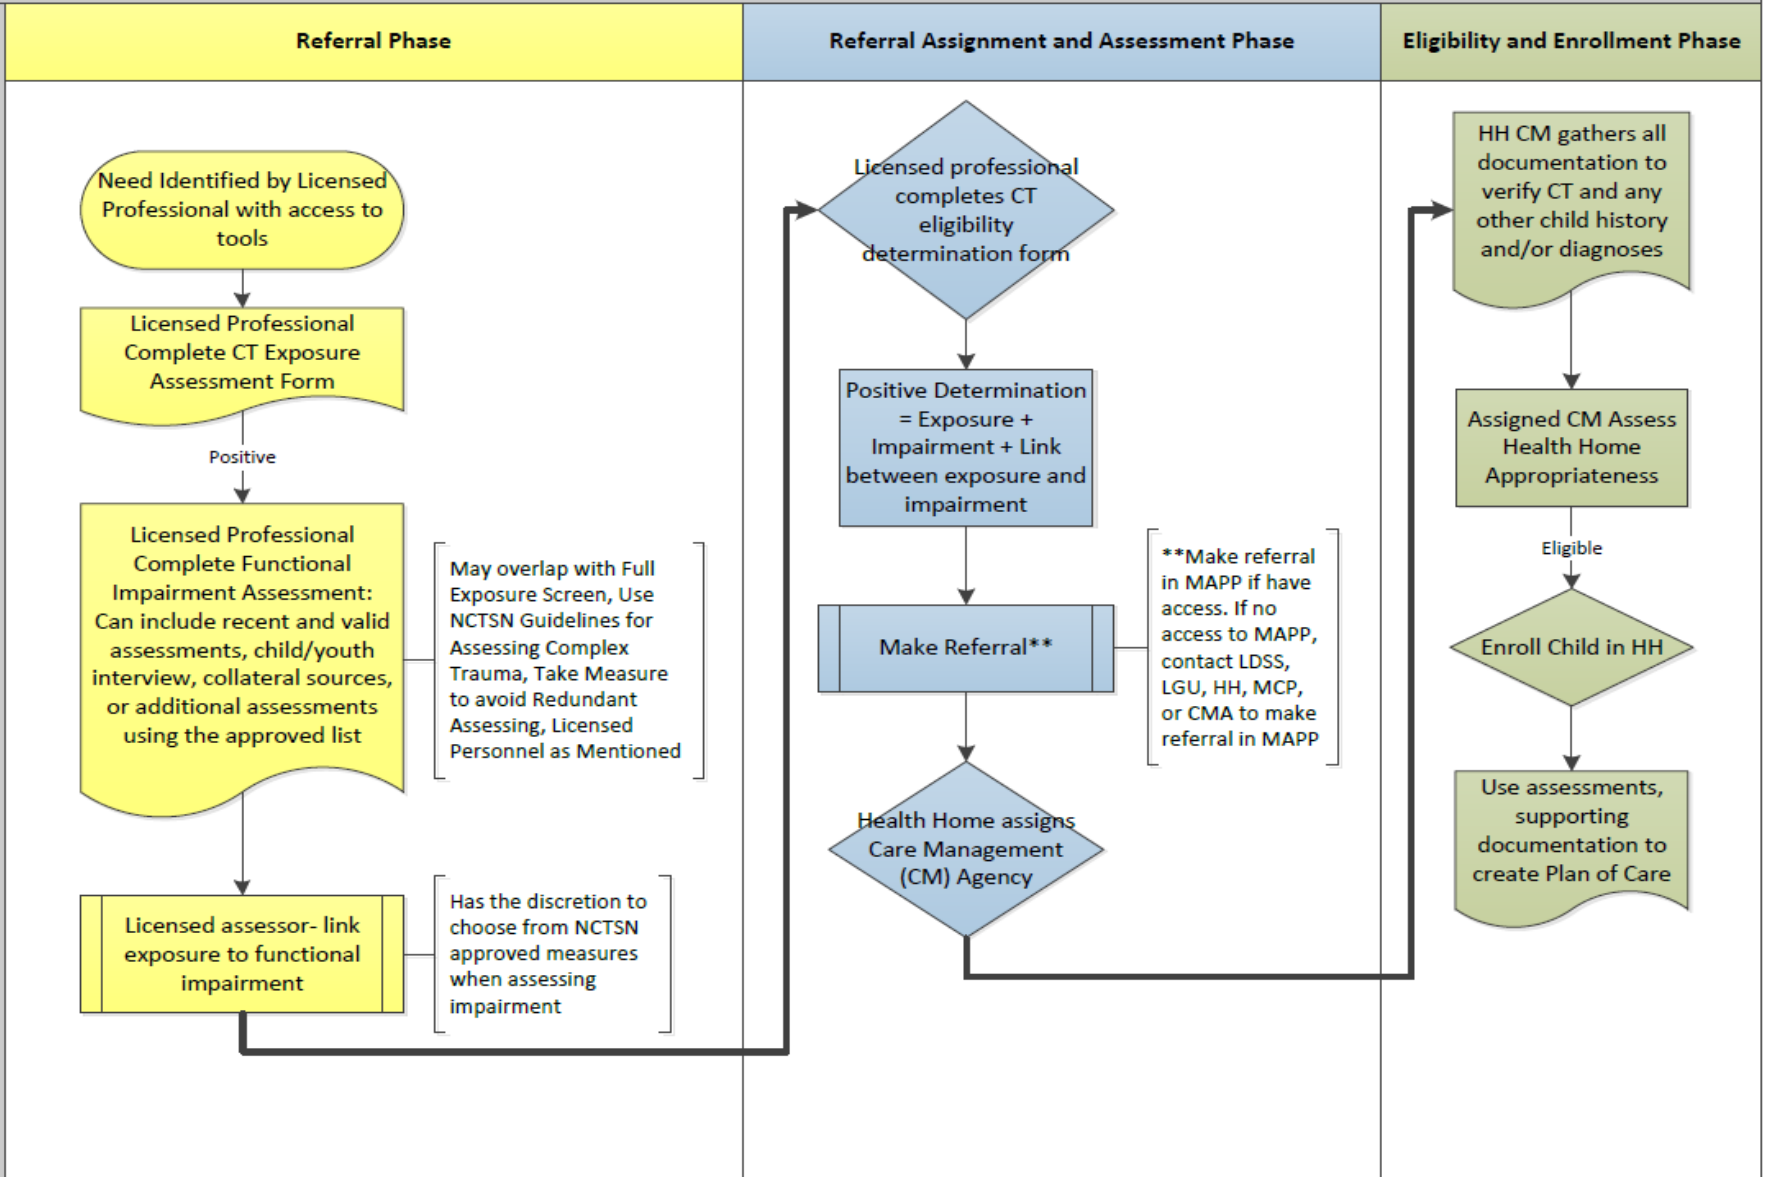 Referral Phase
Referral Assignment and Assessment Phase
Eligibility and Enrollment Phase
Need Identified by Licensed
Professional with access to
tools
Licensed Professional
Complete CT Exposure
Assessment Form
Positive
Licensed Professional
Complete Functional
Impairment Assessment:
Can include recent and valid
assessments, child/youth
interview, collateral sources,
or additional assessments
using the approved list
May overlap with Full
Exposure Screen, Use
NCTSN Guidelines for
Assessing Complex
Trauma, Take Measure
to avoid Redundant
Assessing, Licensed
Personnel as Mentioned
Licensed assessor- link
exposure to functional
impairment
Has the discretion to
choose from NCTSN
approved measures
when assessing
impairment
Licensed professional
completes CT
eligibility
determination form
Positive Determination
= Exposure +
Impairment + Link
between exposure and
impairment
Make Referral**
**Make referral
in MAPP if have
access. If no
access to MAPP,
contact LDSS,
LGU, HH, MCP,
or CMA to make
referral in MAPP
Health Home assigns
Care Management
(CM) Agency
HH CM gathers all
documentation to
verify CT and any
other child history
and/or diagnoses
Assigned CM Assess
Health Home
Appropriateness
Eligible
Enroll Child in HH
Use assessments,
supporting
documentation to
create Plan of Care